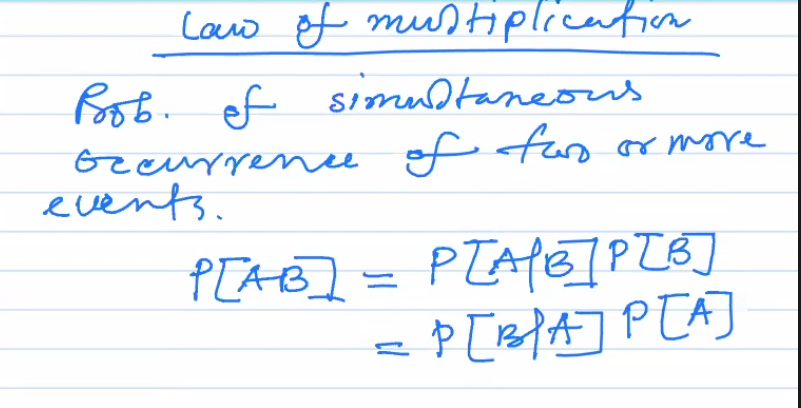 Law of multiplication
Prob. of simultaneous
occurrence of two or more
events.
P[AB] = P[A|B] P[B]
= P[B|A] P[A]